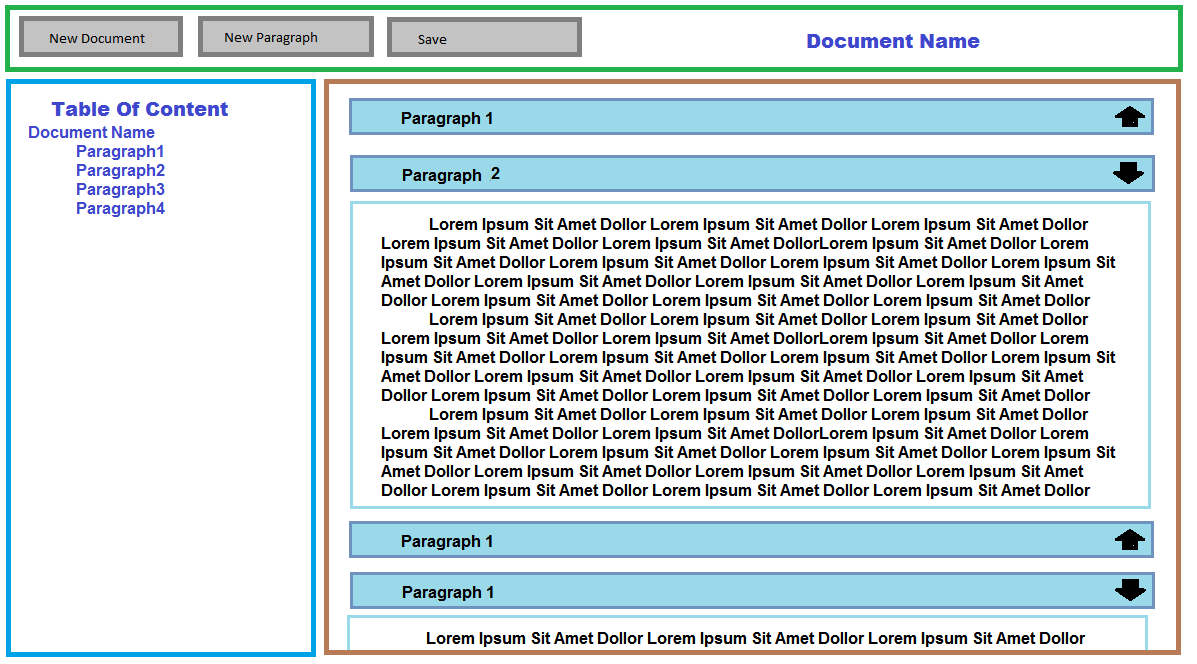 New Document
New Paragraph
Save
Document Name
Table Of Content
Document Name
Paragraph1
Paragraph2
Paragraph3
Paragraph4
Paragraph 1
Paragraph 2
Lorem Ipsum Sit Amet Dollor Lorem Ipsum Sit Amet Dollor Lorem Ipsum Sit Amet Dollor
Lorem Ipsum Sit Amet Dollor Lorem Ipsum Sit Amet DollorLorem Ipsum Sit Amet Dollor Lorem
Ipsum Sit Amet Dollor Lorem Ipsum Sit Amet Dollor Lorem Ipsum Sit Amet Dollor Lorem Ipsum Sit
Amet Dollor Lorem Ipsum Sit Amet Dollor Lorem Ipsum Sit Amet Dollor Lorem Ipsum Sit Amet
Dollor Lorem Ipsum Sit Amet Dollor Lorem Ipsum Sit Amet Dollor Lorem Ipsum Sit Amet Dollor
Lorem Ipsum Sit Amet Dollor Lorem Ipsum Sit Amet Dollor Lorem Ipsum Sit Amet Dollor
Lorem Ipsum Sit Amet Dollor Lorem Ipsum Sit Amet DollorLorem Ipsum Sit Amet Dollor Lorem
Ipsum Sit Amet Dollor Lorem Ipsum Sit Amet Dollor Lorem Ipsum Sit Amet Dollor Lorem Ipsum Sit
Amet Dollor Lorem Ipsum Sit Amet Dollor Lorem Ipsum Sit Amet Dollor Lorem Ipsum Sit Amet
Dollor Lorem Ipsum Sit Amet Dollor Lorem Ipsum Sit Amet Dollor Lorem Ipsum Sit Amet Dollor
Lorem Ipsum Sit Amet Dollor Lorem Ipsum Sit Amet Dollor Lorem Ipsum Sit Amet Dollor
Lorem Ipsum Sit Amet Dollor Lorem Ipsum Sit Amet DollorLorem Ipsum Sit Amet Dollor Lorem
Ipsum Sit Amet Dollor Lorem Ipsum Sit Amet Dollor Lorem Ipsum Sit Amet Dollor Lorem Ipsum Sit
Amet Dollor Lorem Ipsum Sit Amet Dollor Lorem Ipsum Sit Amet Dollor Lorem Ipsum Sit Amet
Dollor Lorem Ipsum Sit Amet Dollor Lorem Ipsum Sit Amet Dollor Lorem Ipsum Sit Amet Dollor
Paragraph 1
Paragraph 1
Lorem Ipsum Sit Amet Dollor Lorem Ipsum Sit Amet Dollor Lorem Ipsum Sit Amet Dollor